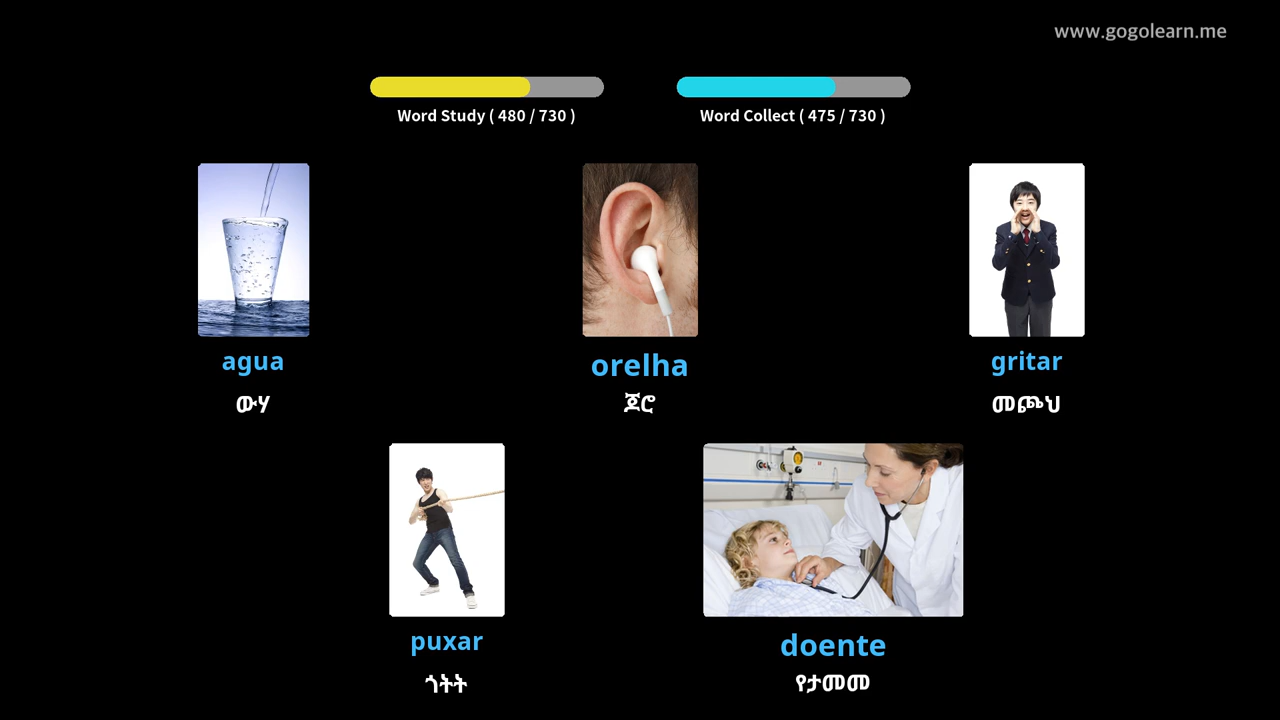 www.gogolearn.me
Word Study ( 480 / 730 )
Word Collect ( 475 / 730 )
agua
orelha
gritar
ውሃ
ጆሮ
መጮህ
puxar
doente
ጎትት
የታመመ